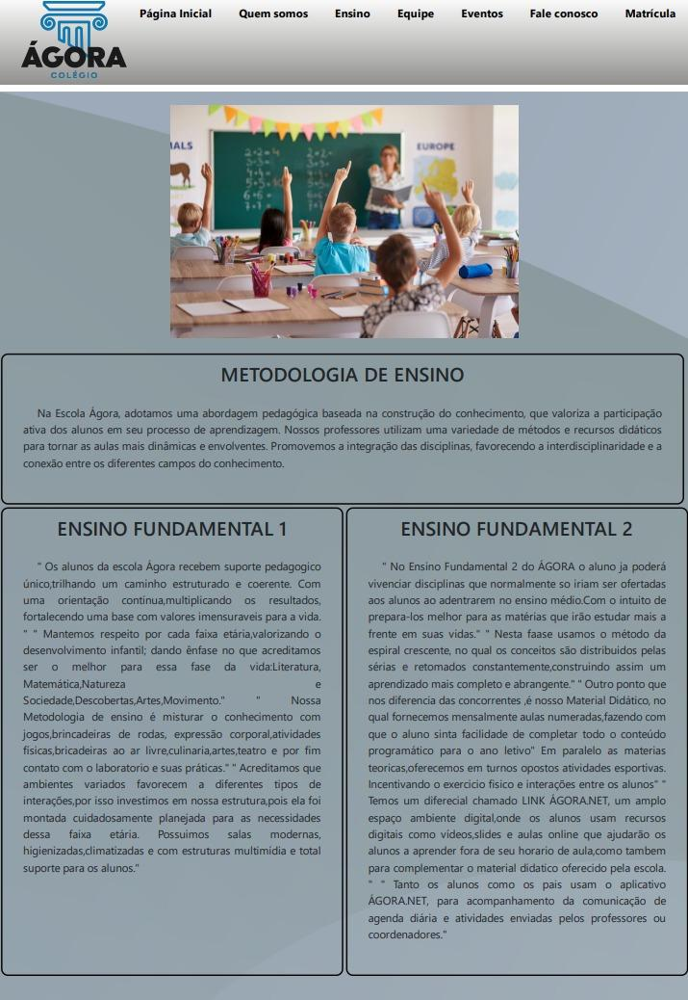 Página Inicial Quem somos Ensino Equipe Eventos Fale conosco Matrícula
ÁGORA
COLÉGIO
EUROPE
2+2=4
METODOLOGIA DE ENSINO
Na Escola Ágora, adotamos uma abordagem pedagógica baseada na construção do conhecimento, que valoriza a participação
ativa dos alunos em seu processo de aprendizagem. Nossos professores utilizam uma variedade de métodos e recursos didáticos
para tornar as aulas mais dinâmicas e envolventes. Promovemos a integração das disciplinas, favorecendo a interdisciplinaridade e a
conexão entre os diferentes campos do conhecimento.
ENSINO FUNDAMENTAL 1
" Os alunos da escola Ágora recebem suporte pedagogico
único,trilhando um caminho estruturado e coerente. Com
uma orientação contínua,multiplicando os resultados,
fortalecendo uma base com valores imensuraveis para a vida.
" " Mantemos respeito por cada faixa etária,valorizando o
desenvolvimento infantil; dando ênfase no que acreditamos
ser o melhor para essa fase da vida:Literatura,
Matemática,Natureza e
Sociedade,Descobertas,Artes,Movimento." " Nossa
Metodologia de ensino é misturar o conhecimento com
jogos,brincadeiras de rodas, expressão corporal,atividades
físicas,bricadeiras ao ar livre,culinaria,artes,teatro e por fim
contato com o laboratorio e suas práticas." " Acreditamos que
ambientes variados favorecem a diferentes tipos de
interações,por isso investimos em nossa estrutura,pois ela foi
montada cuidadosamente planejada para as necessidades
dessa faixa etária. Possuimos salas modernas,
higienizadas,climatizadas e com estruturas multimídia e total
suporte para os alunos."
ENSINO FUNDAMENTAL 2
" No Ensino Fundamental 2 do ÁGORA o aluno ja poderá
vivenciar disciplinas que normalmente so iriam ser ofertadas
aos alunos ao adentrarem no ensino médio.Com o intuito de
prepara-los melhor para as matérias que irão estudar mais a
frente em suas vidas." " Nesta faase usamos o método da
espiral crescente, no qual os conceitos são distribuidos pelas
sérias e retomados constantemente,construindo assim um
aprendizado mais completo e abrangente." " Outro ponto que
nos diferencia das concorrentes ,é nosso Material Didático, no
qual fornecemos mensalmente aulas numeradas,fazendo com
que o aluno sinta facilidade de completar todo o conteúdo
programático para o ano letivo" Em paralelo as materias
teoricas,oferecemos em turnos opostos atividades esportivas.
Incentivando o exercicio fisico e interações entre os alunos" "
Temos um diferecial chamado LINK ÁGORA.NET, um amplo
espaço ambiente digital,onde os alunos usam recursos
digitais como vídeos,slides e aulas online que ajudarão os
alunos a aprender fora de seu horario de aula,como tambem
para complementar o material didatico oferecido pela escola.
" " Tanto os alunos como os pais usam o aplicativo
ÁGORA.NET, para acompanhamento da comunicação de
agenda diária e atividades enviadas pelos professores ou
coordenadores."